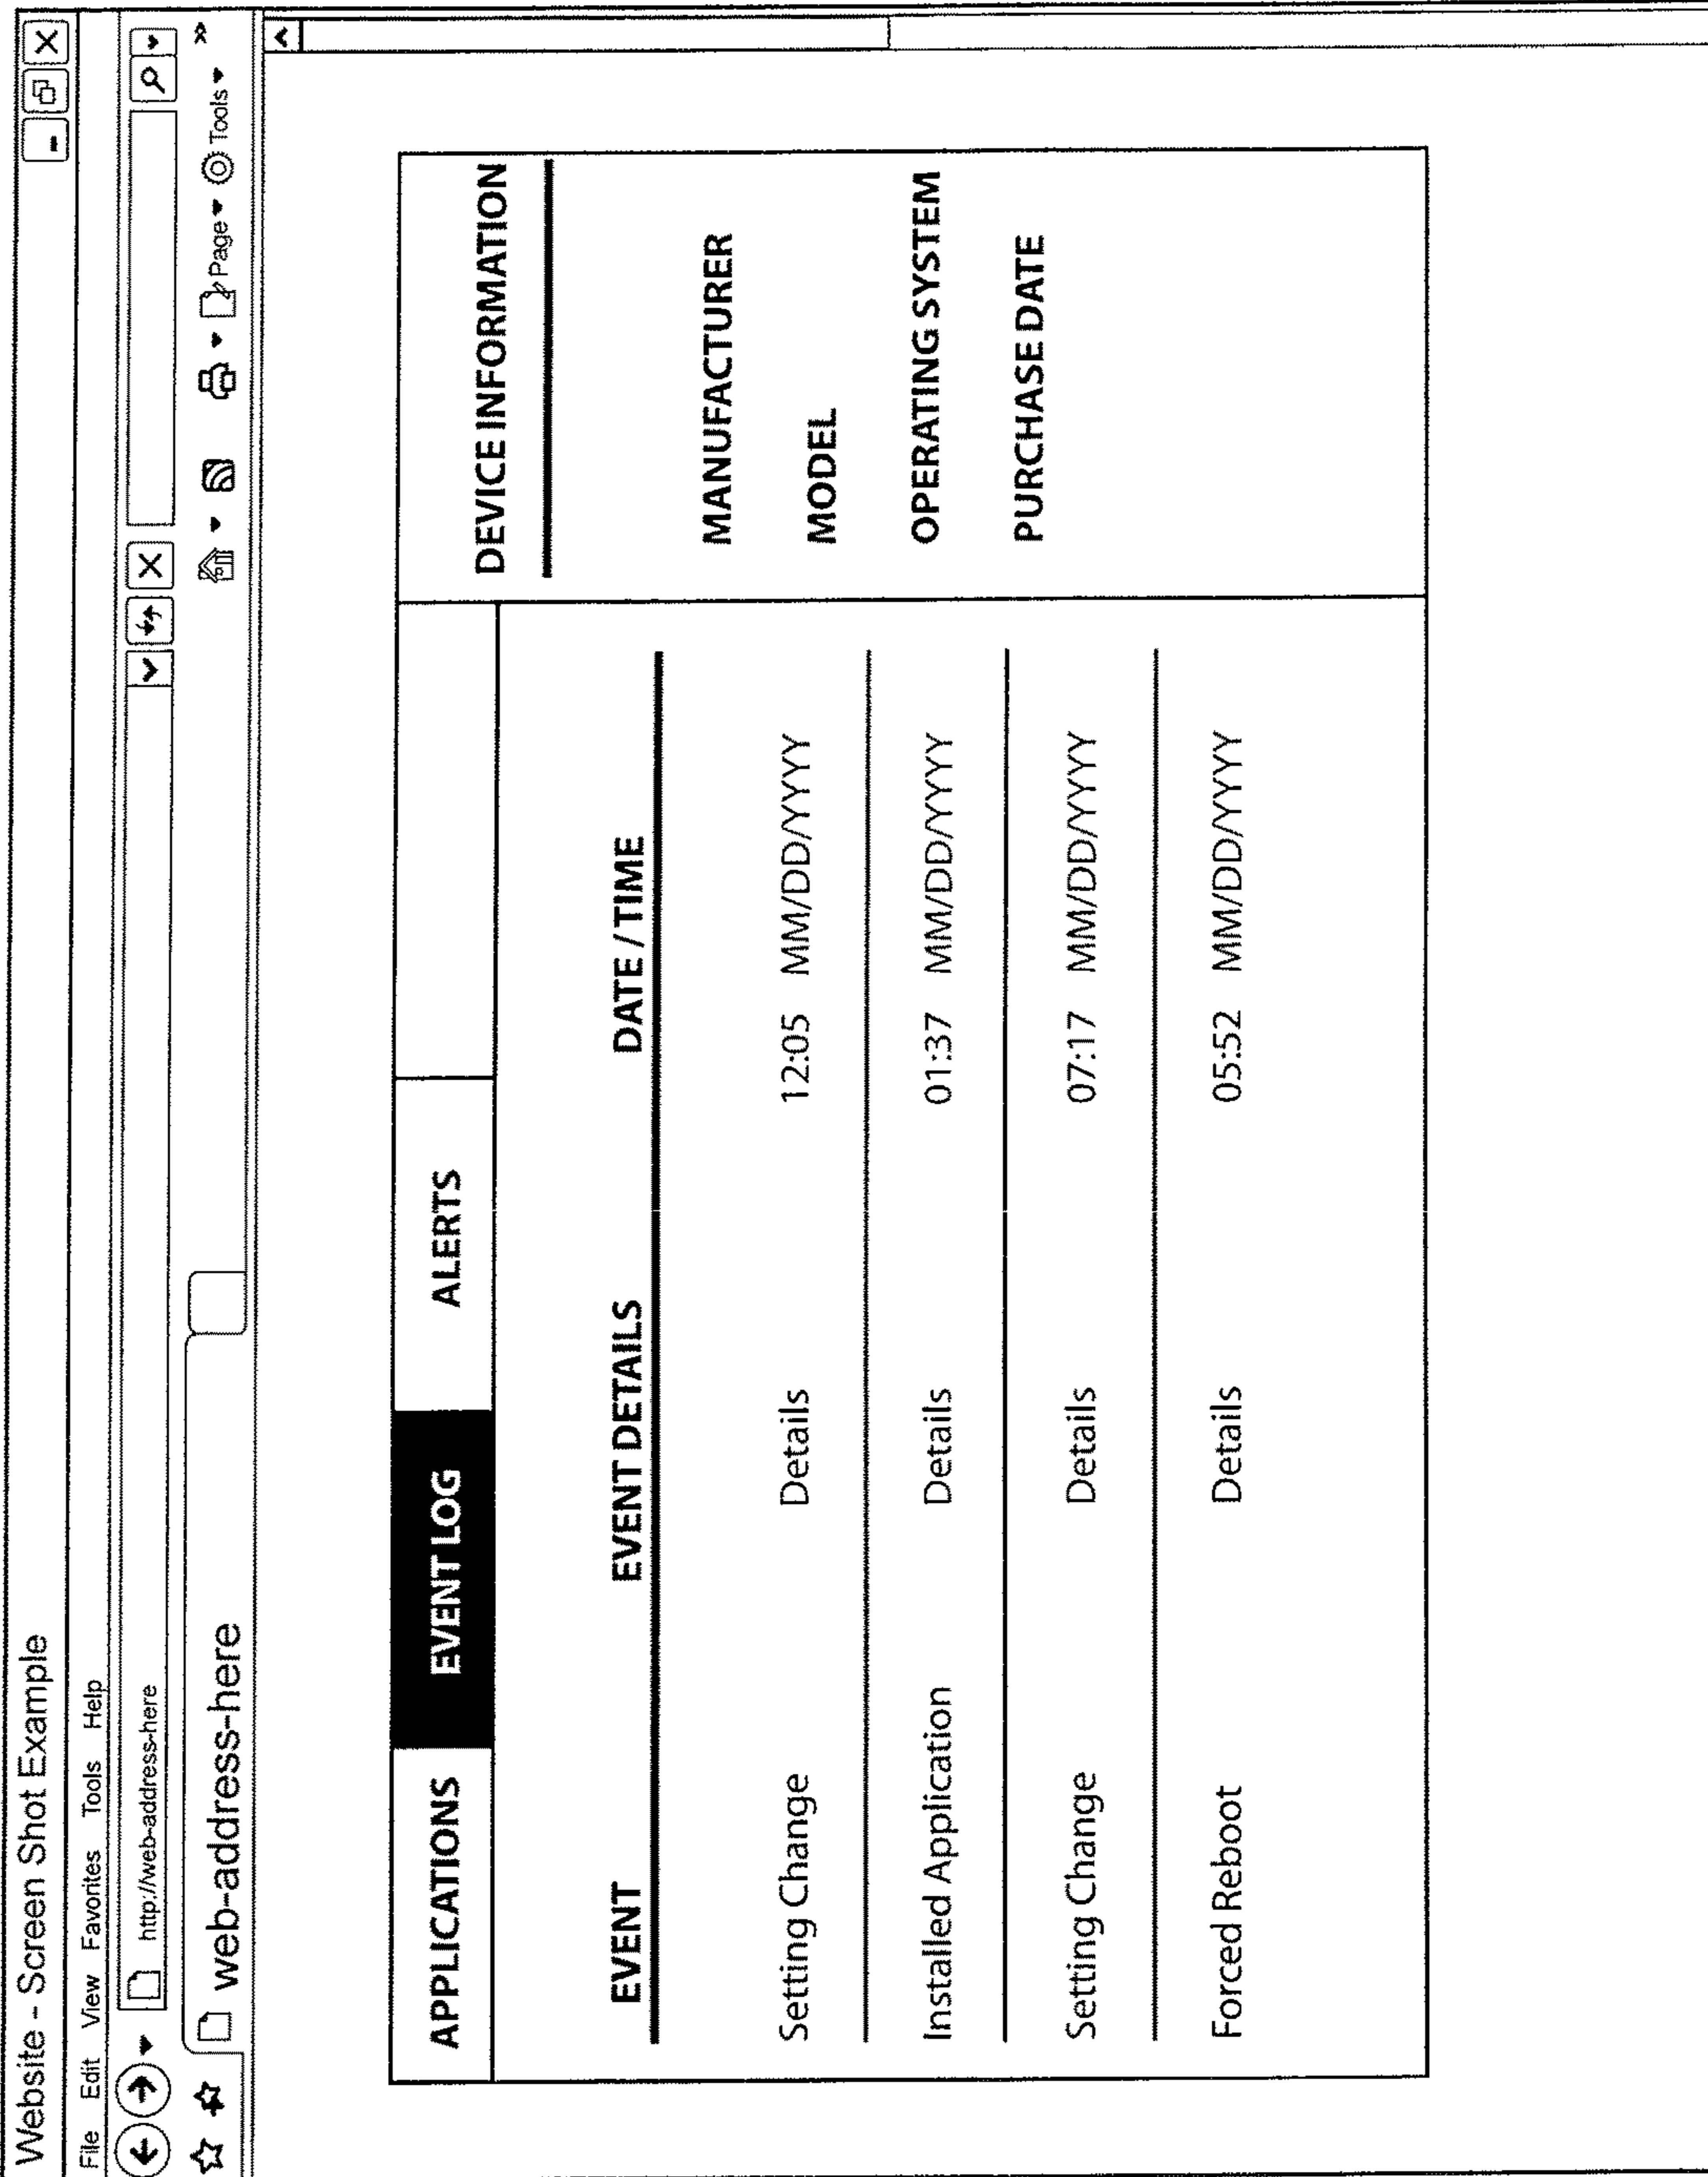 Website - Screen Shot Example
File Edit View Favorites Tools Help
http://web-address-here
web-address-here
Page Tools
APPLICATIONS EVENT LOG ALERTS
DEVICE INFORMATION
EVENT EVENT DETAILS DATE / TIME
Setting Change Details 12:05 MM/DD/YYYY
Installed Application Details 01:37 MM/DD/YYYY
Setting Change Details 07:17 MM/DD/YYYY
Forced Reboot Details 05:52 MM/DD/YYYY
MANUFACTURER
MODEL
OPERATING SYSTEM
PURCHASE DATE